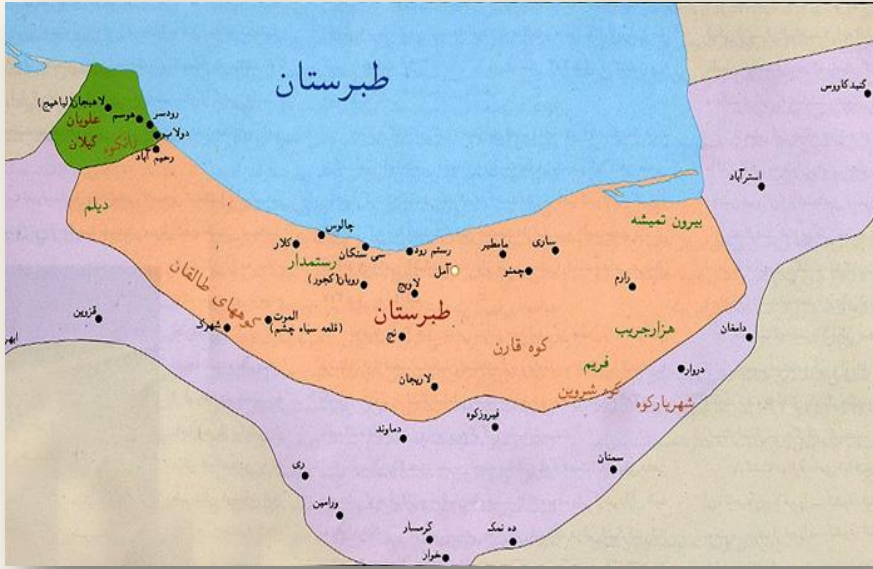 طبرستان
گنبد کاووس
لاهیجان (لیاهیج)
هوسم
رودسر
علویان
گیلان
رانکوه
دولاب
رحیم آباد
استرآباد
دیلم
بیرون تمیشه
چالوس
کلار
سی سنگان
رستم رود
مامطیر
ساری
رستمدار
آمل
چمنو
رویان (کجور)
لاویج
رارم
کوههای طالقان
طبرستان
قزوین
شهرک
الموت
(قلعه سیاه چشم)
هزارجریب
دامغان
ابهر
کوه قارن
فریم
دروار
لاریجان
کوه شروین
شهریارکوه
فیروزکوه
دماوند
سمنان
ری
ورامین
گرمسار
ده نمک
خوار